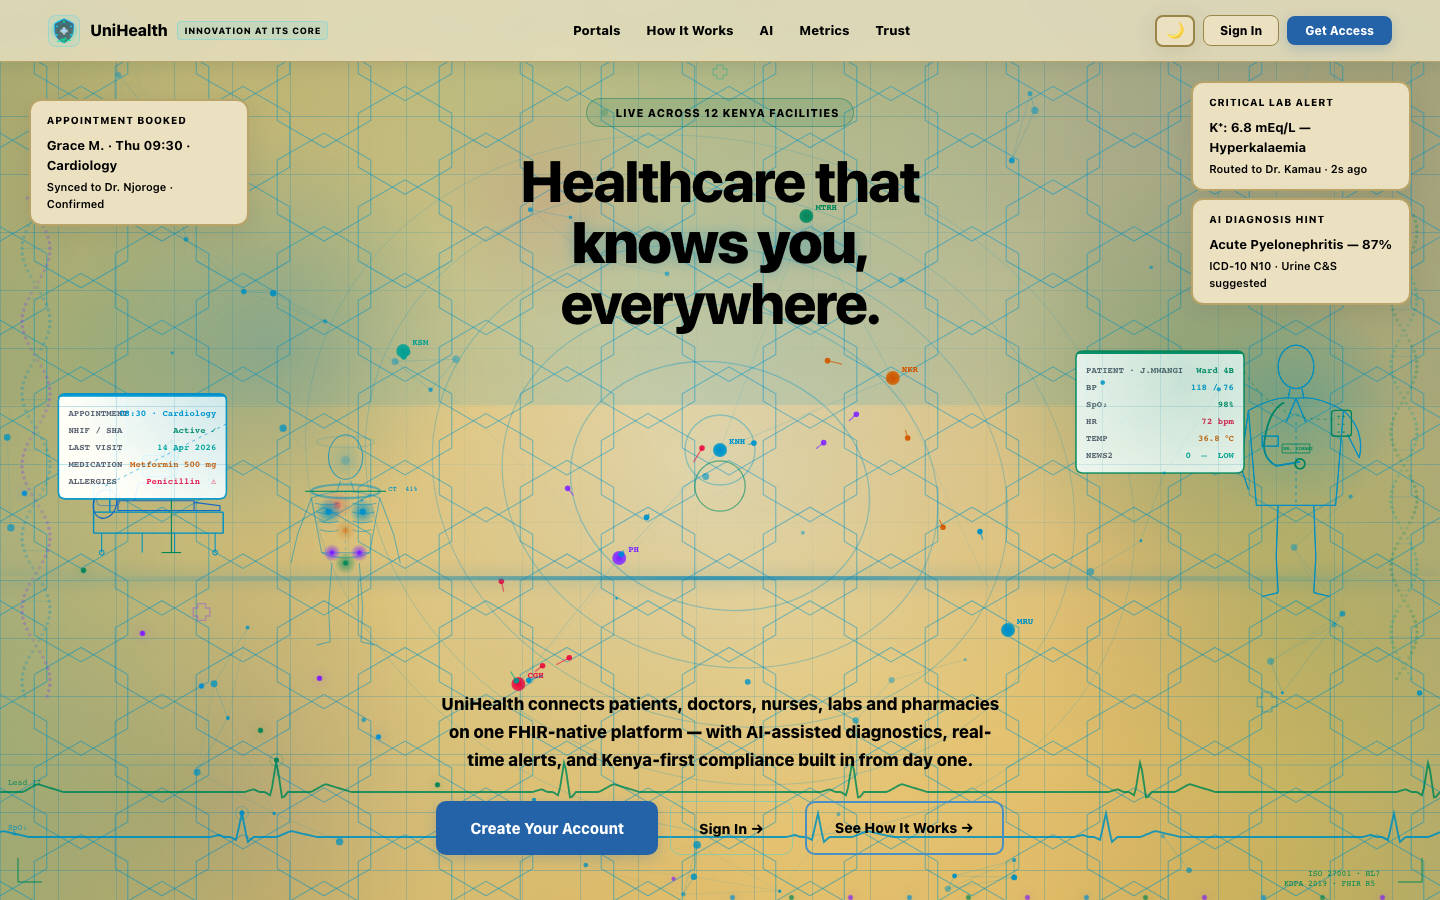 UniHealth
INNOVATION AT ITS CORE
Portals
How It Works
AI
Metrics
Trust
Sign In
Get Access
APPOINTMENT BOOKED
Grace M. · Thu 09:30 ·
Cardiology
Synced to Dr. Njoroge ·
Confirmed
LIVE ACROSS 12 KENYA FACILITIES
Healthcare that
knows you,
everywhere.
CRITICAL LAB ALERT
K⁺: 6.8 mEq/L —
Hyperkalaemia
Routed to Dr. Kamau · 2s ago
AI DIAGNOSIS HINT
Acute Pyelonephritis — 87%
ICD-10 N10 · Urine C&S
suggested
MTRH
KSM
NKR
KNH
PH
MRU
CGH
APPOINTMENT :30 · Cardiology
NHIF / SHA Active ✓
LAST VISIT 14 Apr 2026
MEDICATION Metformin 500 mg
ALLERGIES Penicillin ⚠
CT 41%
PATIENT · J.MWANGI Ward 4B
BP 118 / 76
SpO₂ 98%
HR 72 bpm
TEMP 36.8 °C
NEWS2 0 — LOW
UniHealth connects patients, doctors, nurses, labs and pharmacies
on one FHIR-native platform — with AI-assisted diagnostics, real-
time alerts, and Kenya-first compliance built in from day one.
Lead II
SpO₂
Create Your Account
Sign In →
See How It Works →
ISO 27001 · HL7
KDPA 2019 · FHIR R5